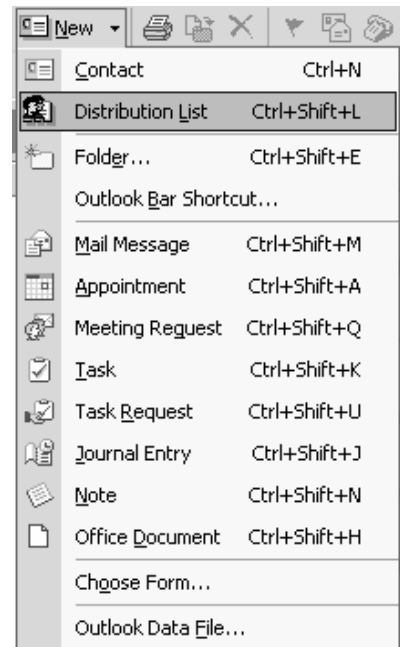 New
Contact Ctrl+N
Distribution List Ctrl+Shift+L
Folder... Ctrl+Shift+E
Outlook Bar Shortcut...
Mail Message Ctrl+Shift+M
Appointment Ctrl+Shift+A
Meeting Request Ctrl+Shift+Q
Task Ctrl+Shift+K
Task Request Ctrl+Shift+U
Journal Entry Ctrl+Shift+J
Note Ctrl+Shift+N
Office Document Ctrl+Shift+H
Choose Form...
Outlook Data File...